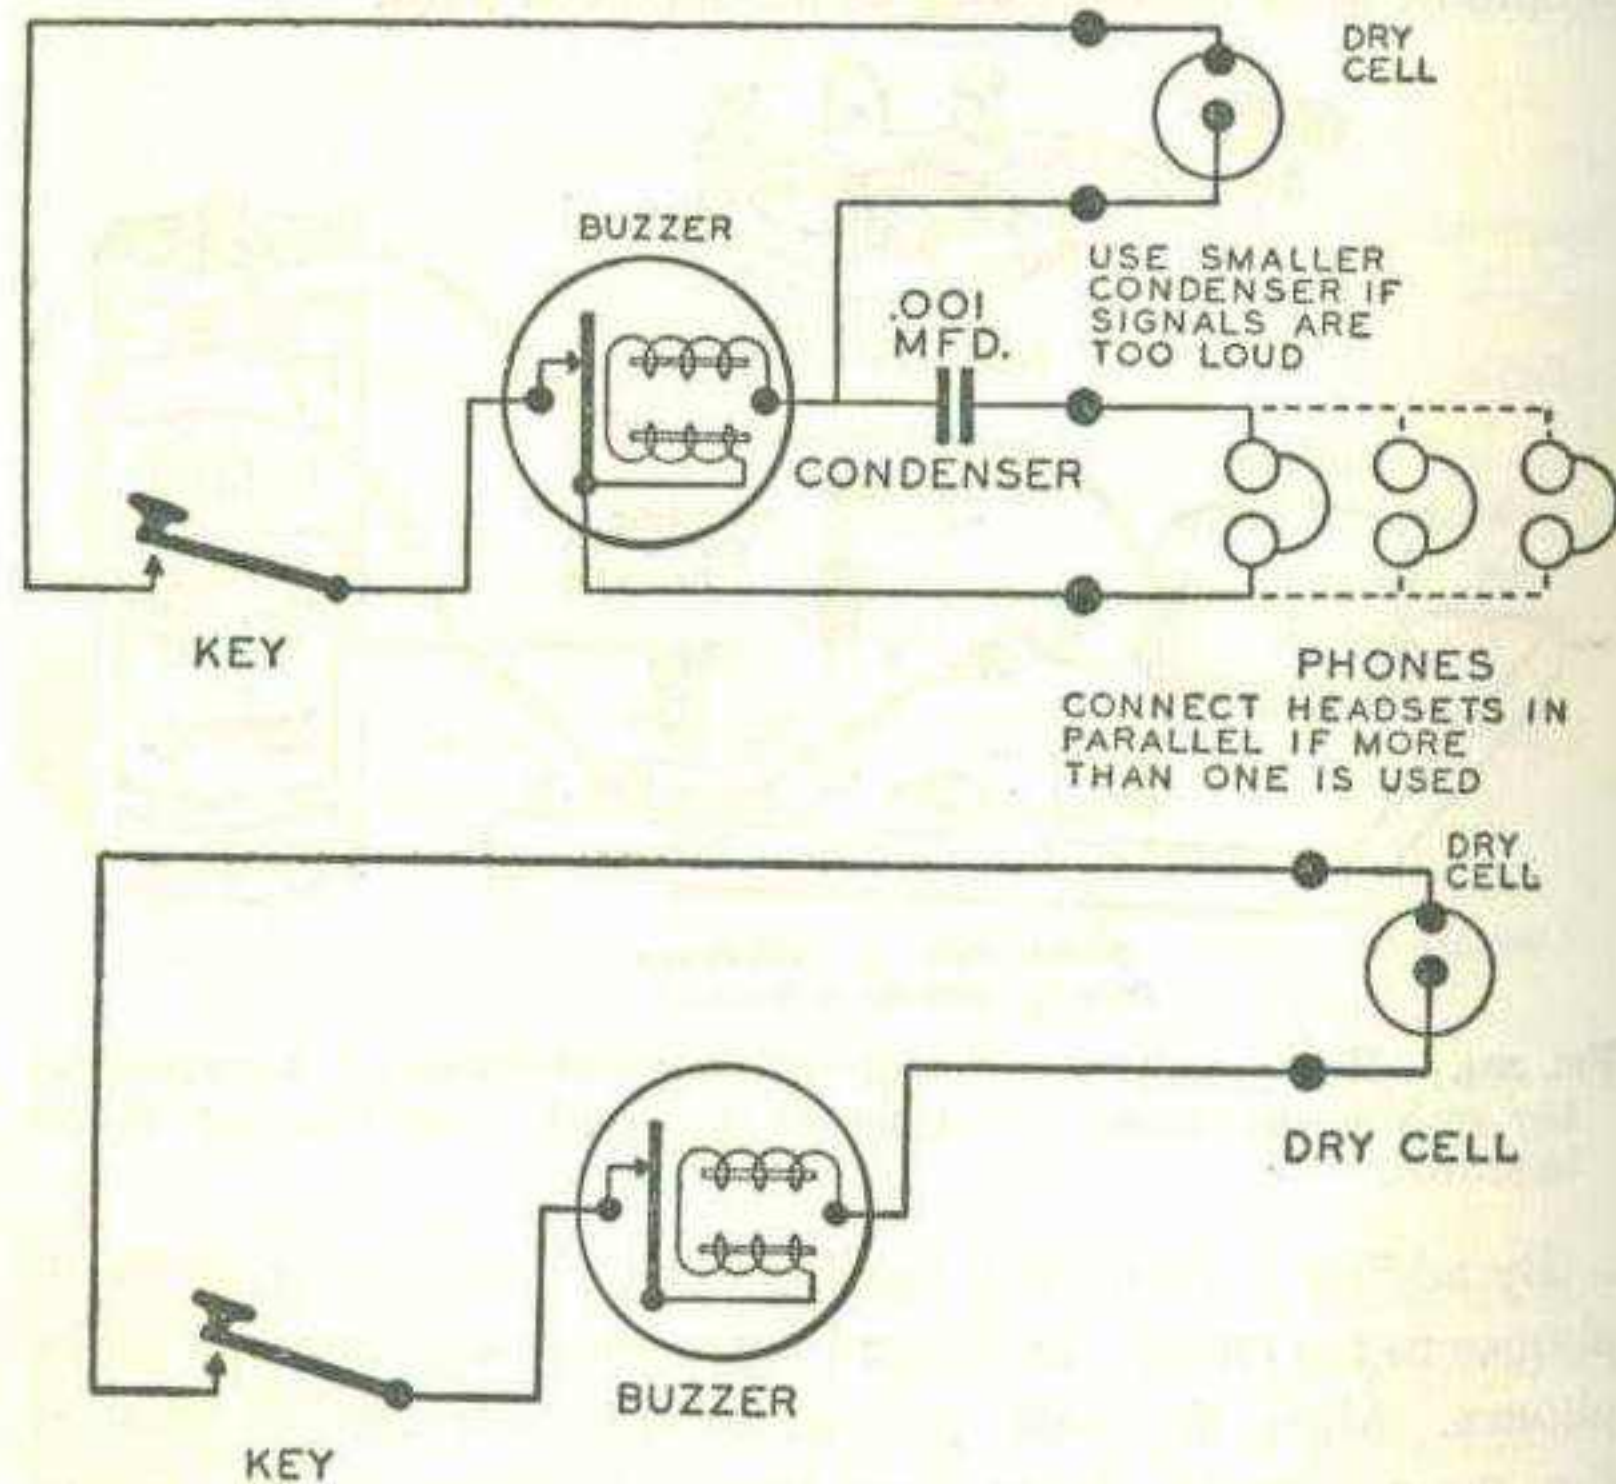 DRY
CELL
BUZZER
USE SMALLER
CONDENSER IF
SIGNALS ARE
TOO LOUD
.001
MFD.
CONDENSER
KEY
PHONES
CONNECT HEADSETS IN
PARALLEL IF MORE
THAN ONE IS USED
DRY
CELL
DRY CELL
BUZZER
KEY